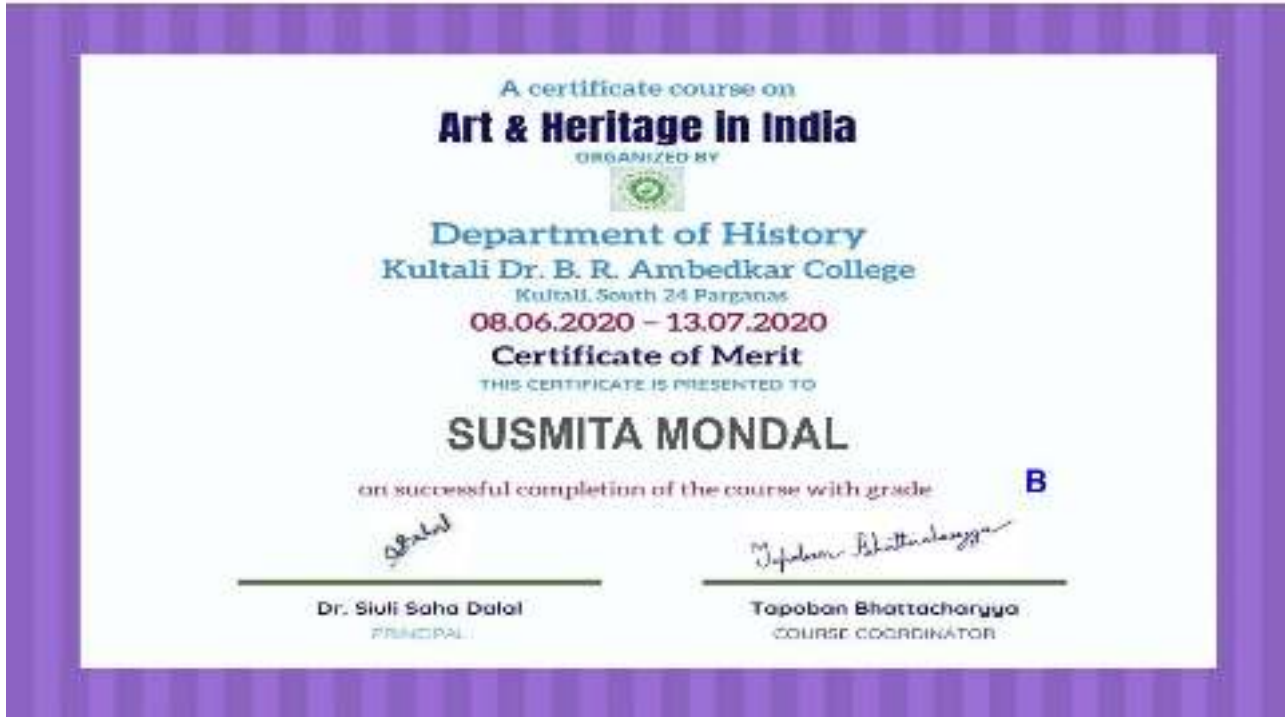 A certificate course on
Art & Heritage in India
ORGANIZED BY
Department of History
Kultali Dr. B. R. Ambedkar College
Kultali, South 24 Parganas
08.06.2020 – 13.07.2020
Certificate of Merit
THIS CERTIFICATE IS PRESENTED TO
SUSMITA MONDAL
on successful completion of the course with grade B
Tapoban Bhattacharyya
Dr. Siuli Saha Dalal Tapoban Bhattacharyya
PRINCIPAL COURSE COORDINATOR